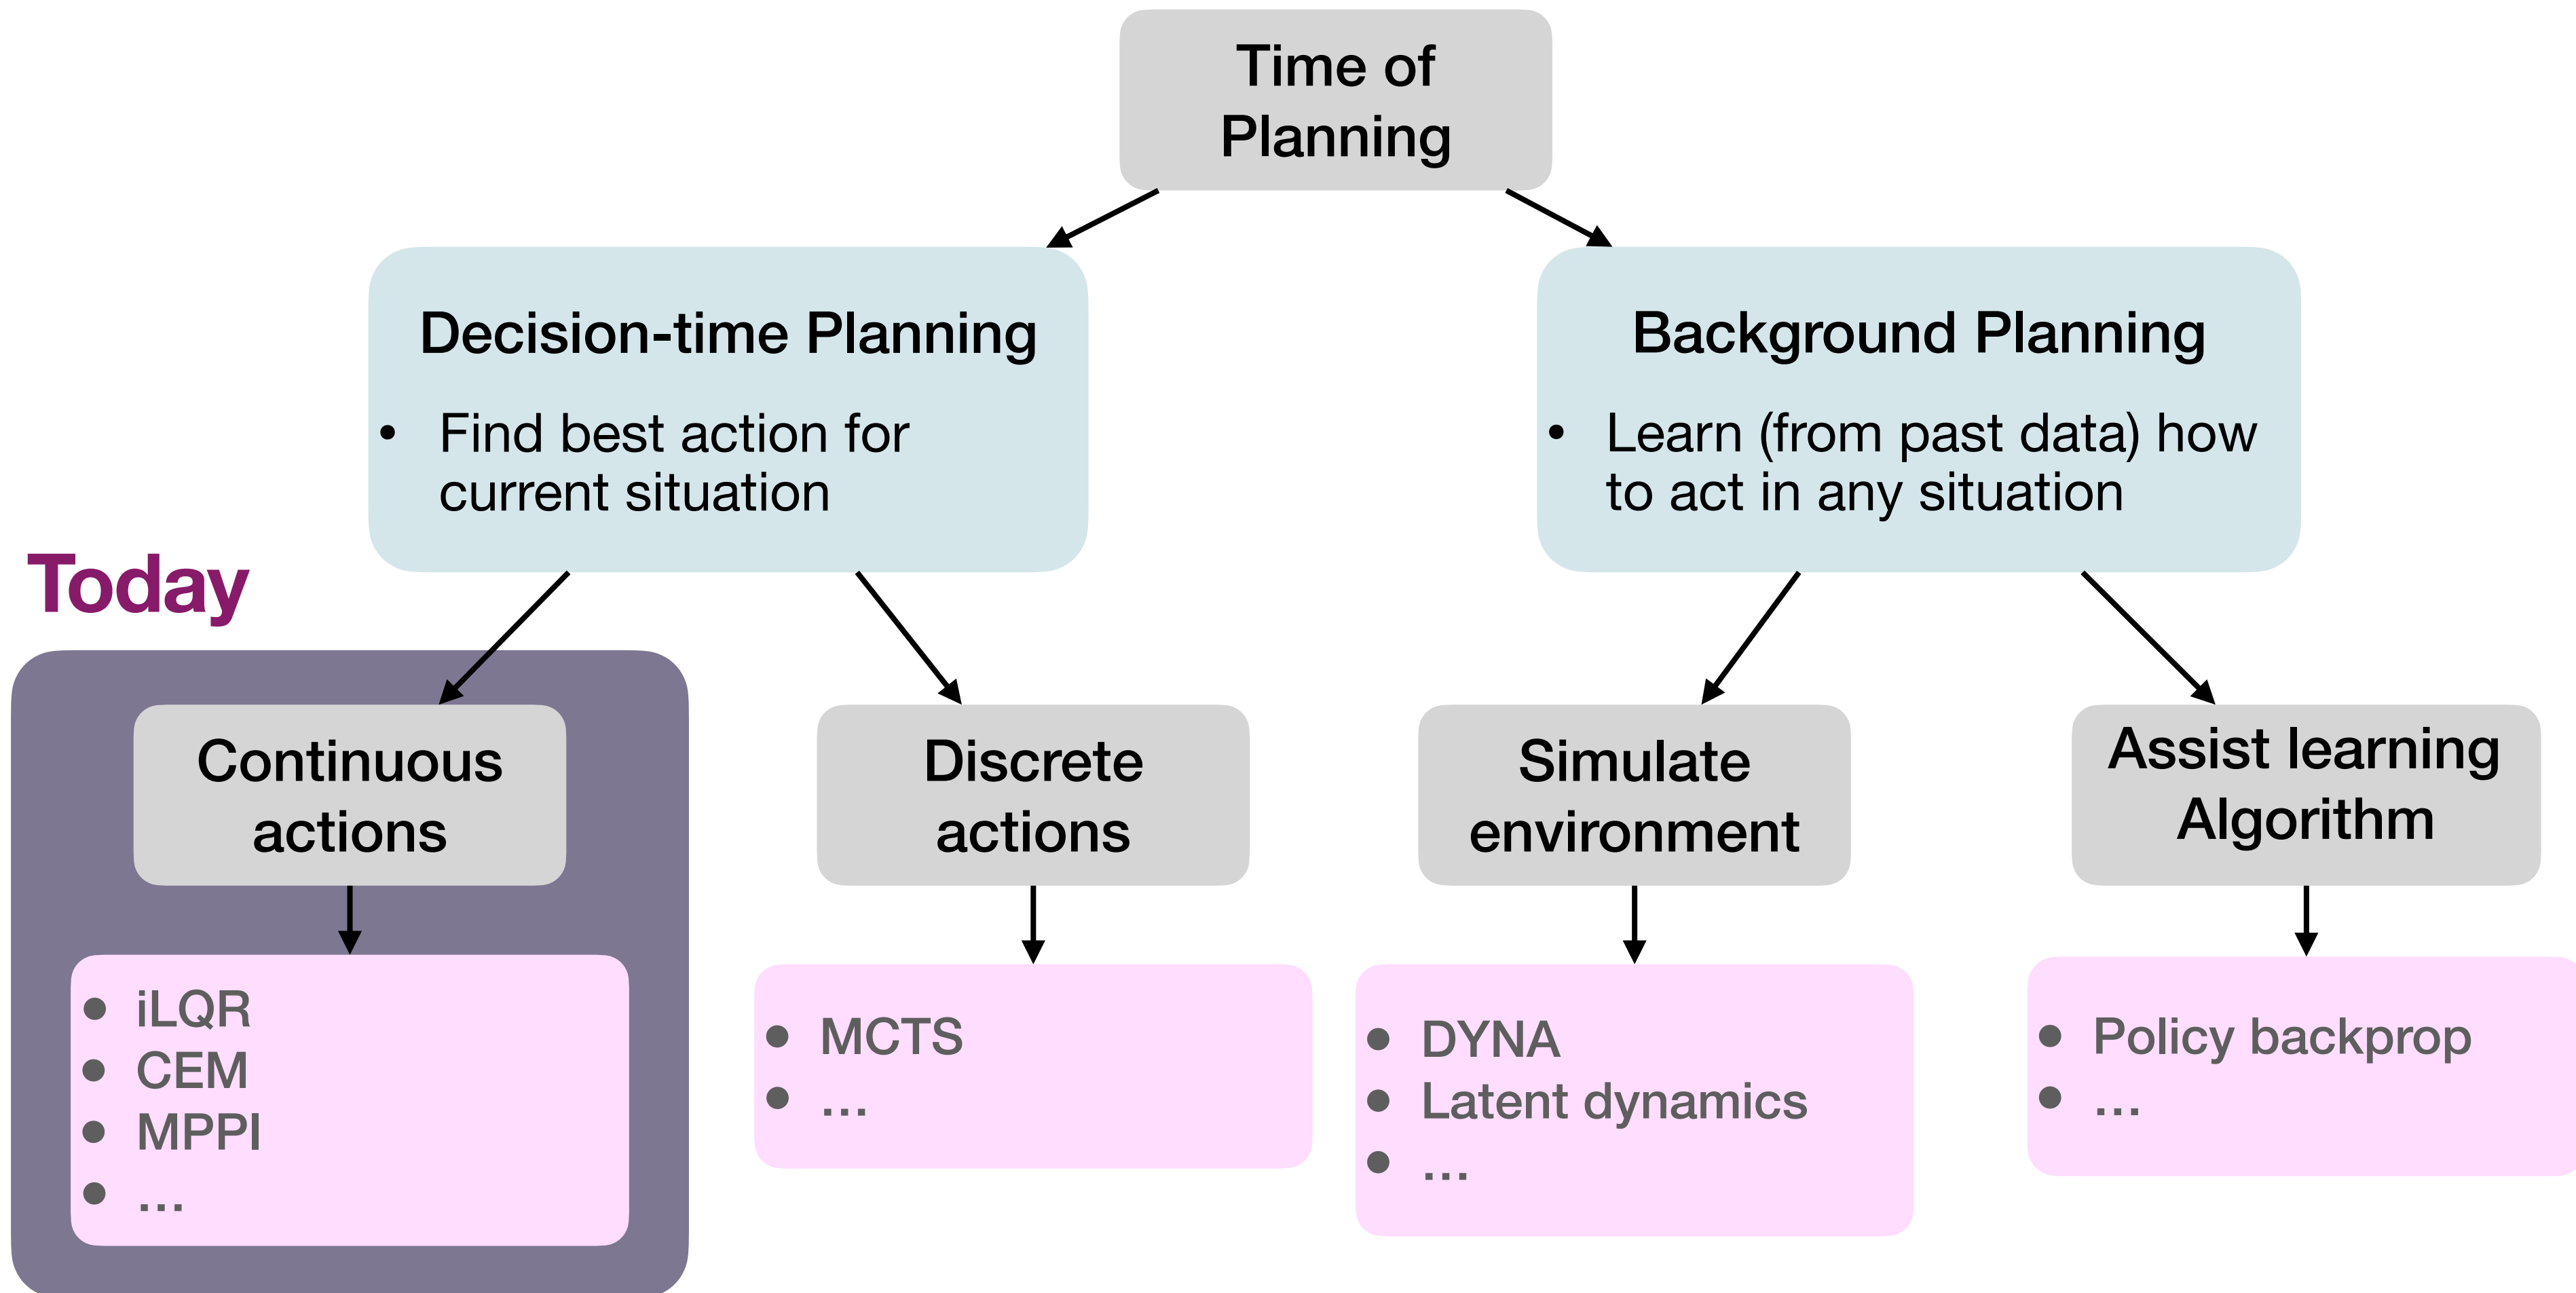 Time of
Planning
Decision-time Planning
• Find best action for
current situation
Background Planning
• Learn (from past data) how
to act in any situation
Today
Continuous
actions
Discrete
actions
Simulate
environment
Assist learning
Algorithm
• iLQR
• CEM
• MPPI
• ...
• MCTS
• ...
• DYNA
• Latent dynamics
• ...
• Policy backprop
• ...